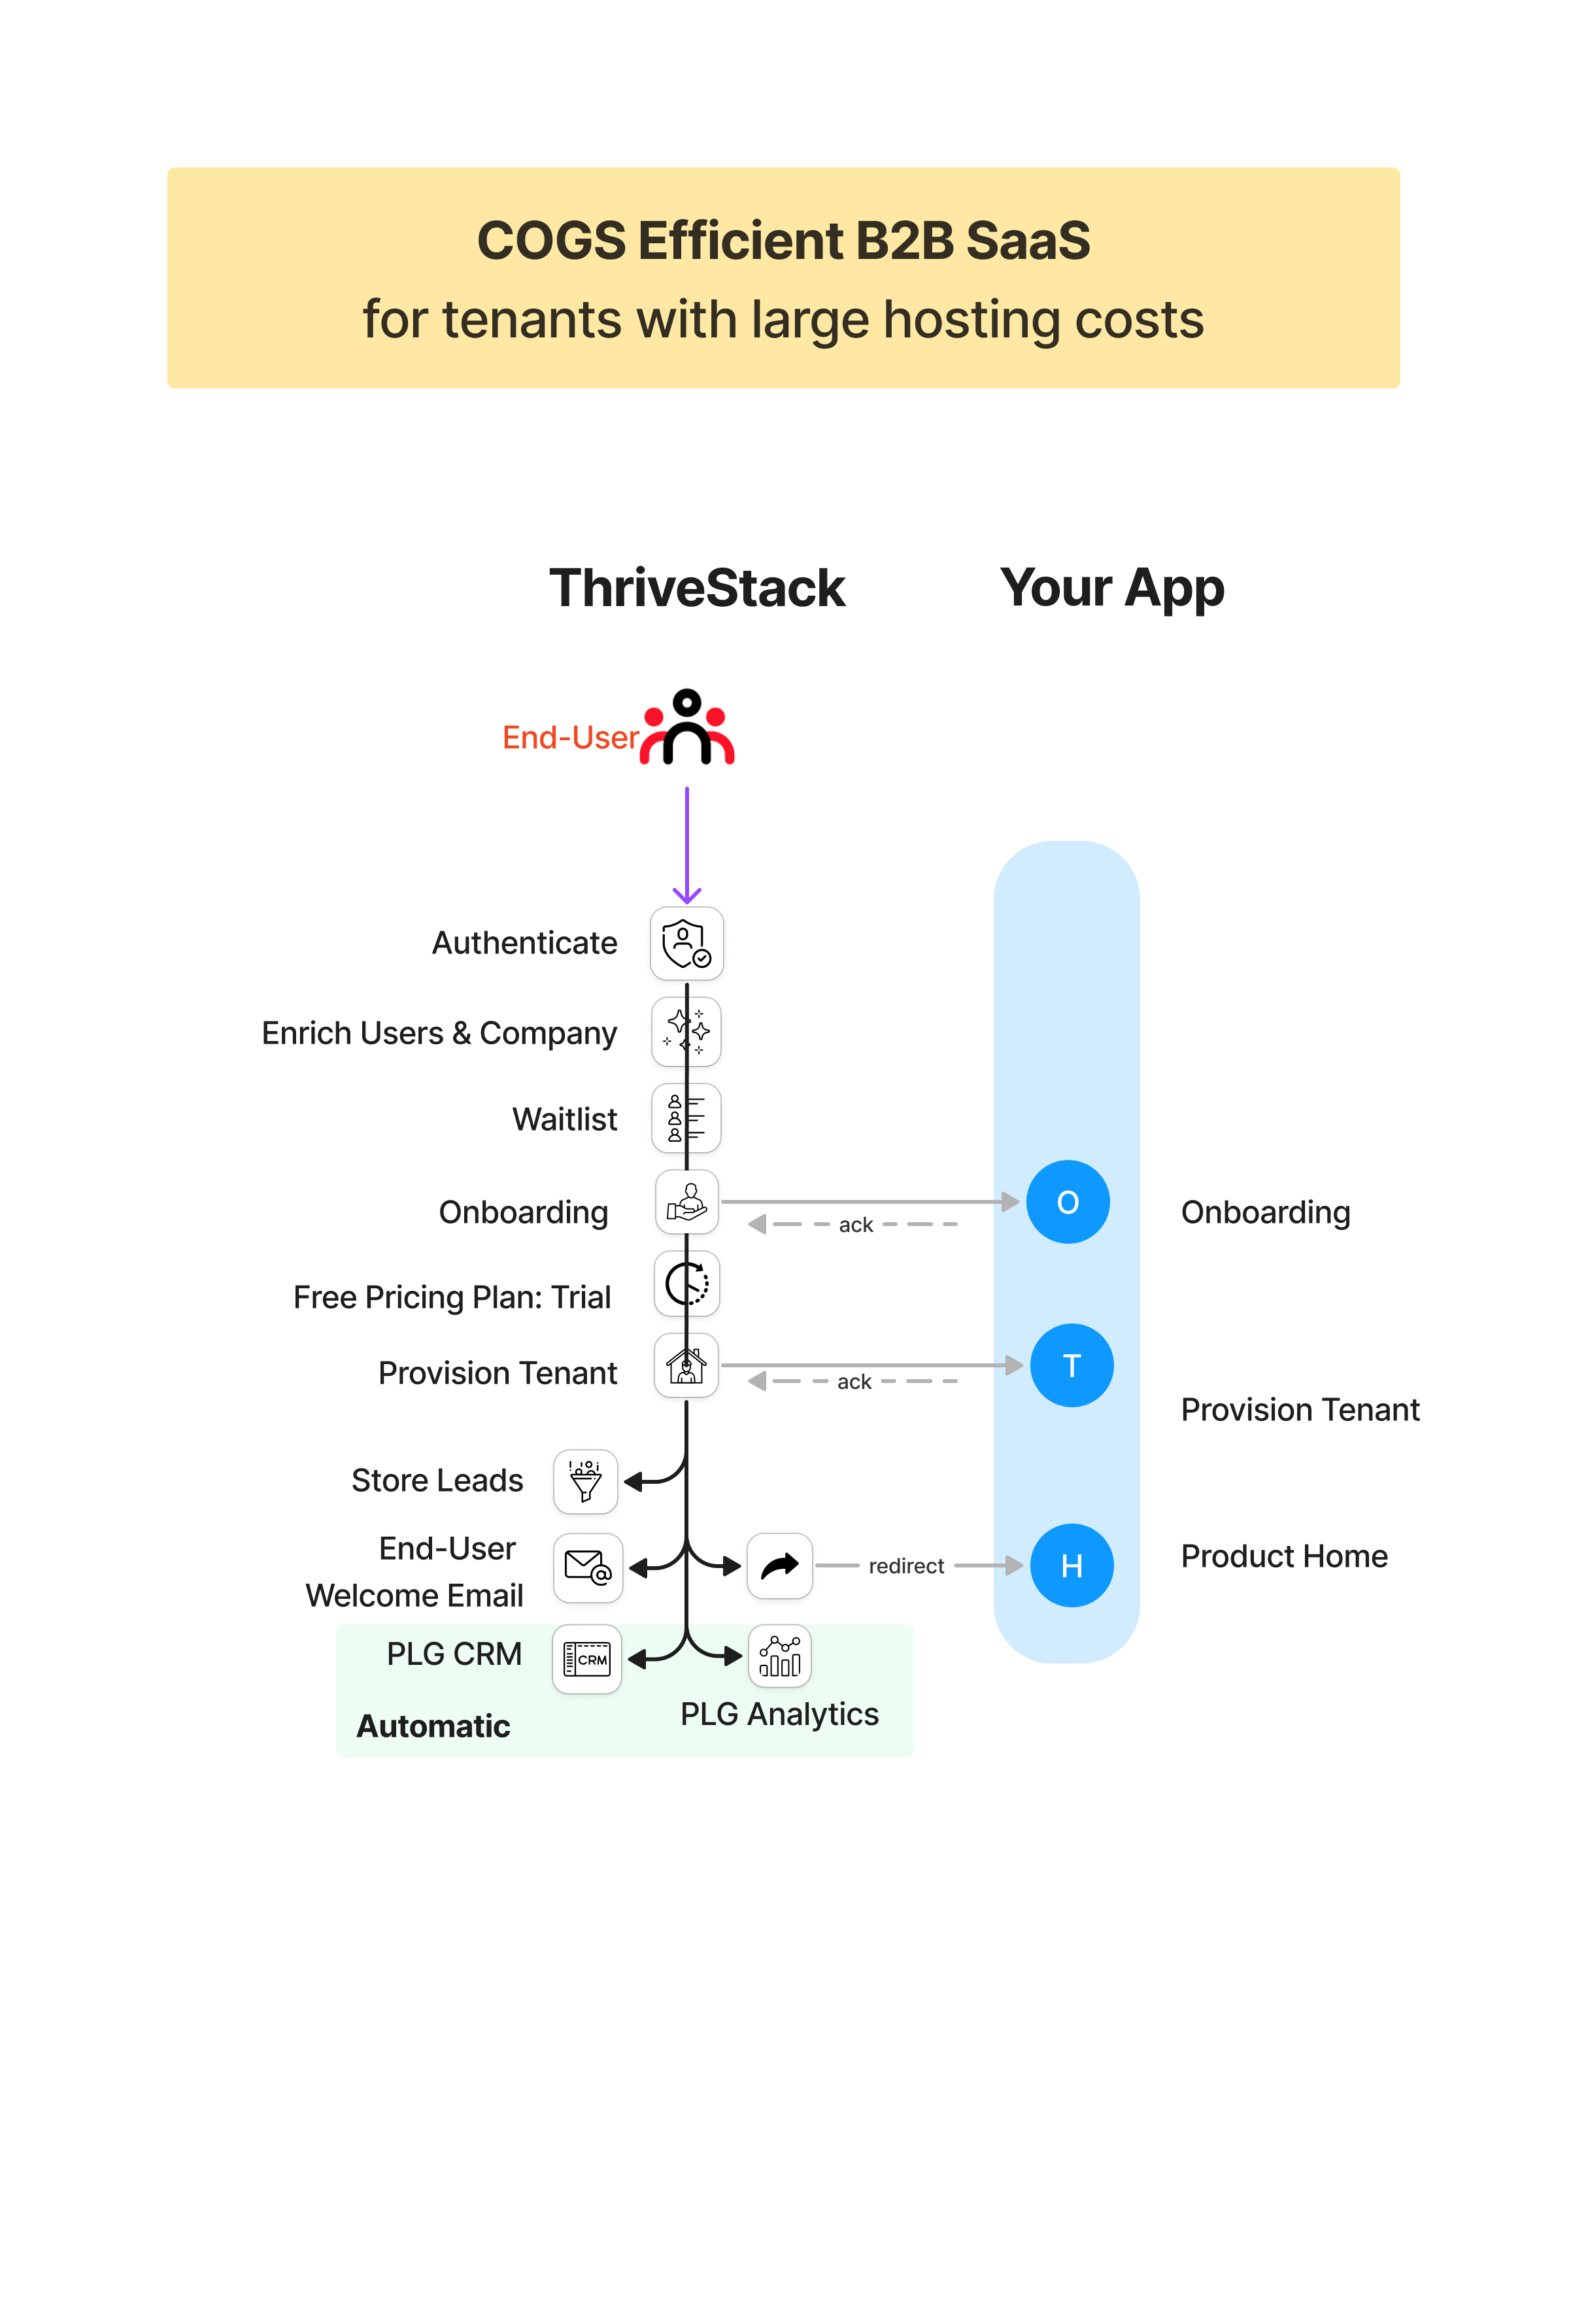 COGS Efficient B2B SaaS
for tenants with large hosting costs
ThriveStack
Your App
End-User
Authenticate
Enrich Users & Company
Waitlist
Onboarding
O
Onboarding
ack
Free Pricing Plan: Trial
Provision Tenant
T
ack
Provision Tenant
Store Leads
End-User
Welcome Email
redirect
H
Product Home
PLG CRM
CRM
PLG Analytics
Automatic